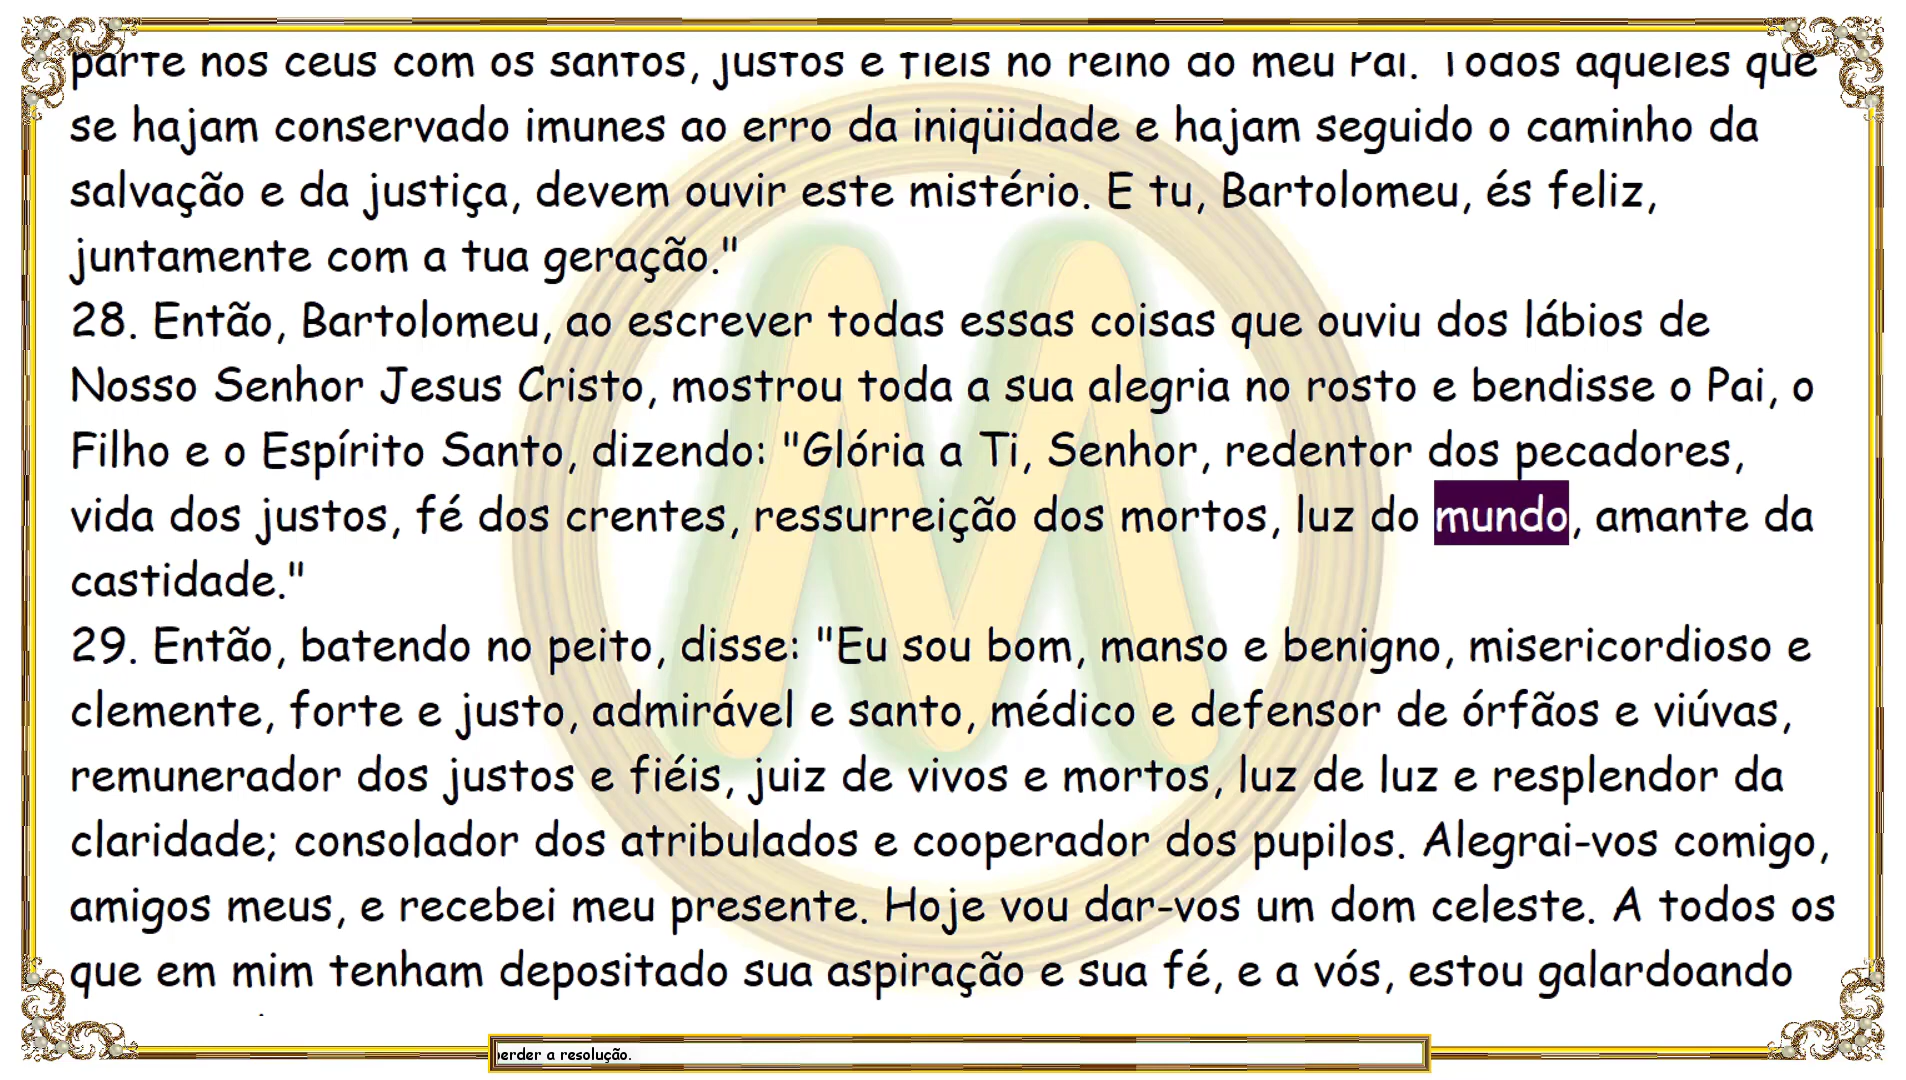 parte nos céus com os santos, justos e fiéis no reino do meu Pai. Todos aqueles que
se hajam conservado imunes ao erro da iniqüidade e hajam seguido o caminho da
salvação e da justiça, devem ouvir este mistério. E tu, Bartolomeu, és feliz,
juntamente com a tua geração."
28. Então, Bartolomeu, ao escrever todas essas coisas que ouviu dos lábios de
Nosso Senhor Jesus Cristo, mostrou toda a sua alegria no rosto e bendisse o Pai, o
Filho e o Espírito Santo, dizendo: "Glória a Ti, Senhor, redentor dos pecadores,
vida dos justos, fé dos crentes, ressurreição dos mortos, luz do mundo, amante da
castidade."
29. Então, batendo no peito, disse: "Eu sou bom, manso e benigno, misericordioso e
clemente, forte e justo, admirável e santo, médico e defensor de órfãos e viúvas,
remunerador dos justos e fiéis, juiz de vivos e mortos, luz de luz e resplendor da
claridade; consolador dos atribulados e cooperador dos pupilos. Alegrai-vos comigo,
amigos meus, e recebei meu presente. Hoje vou dar-vos um dom celeste. A todos os
que em mim tenham depositado sua aspiração e sua fé, e a vós, estou galardoando
perder a resolução.